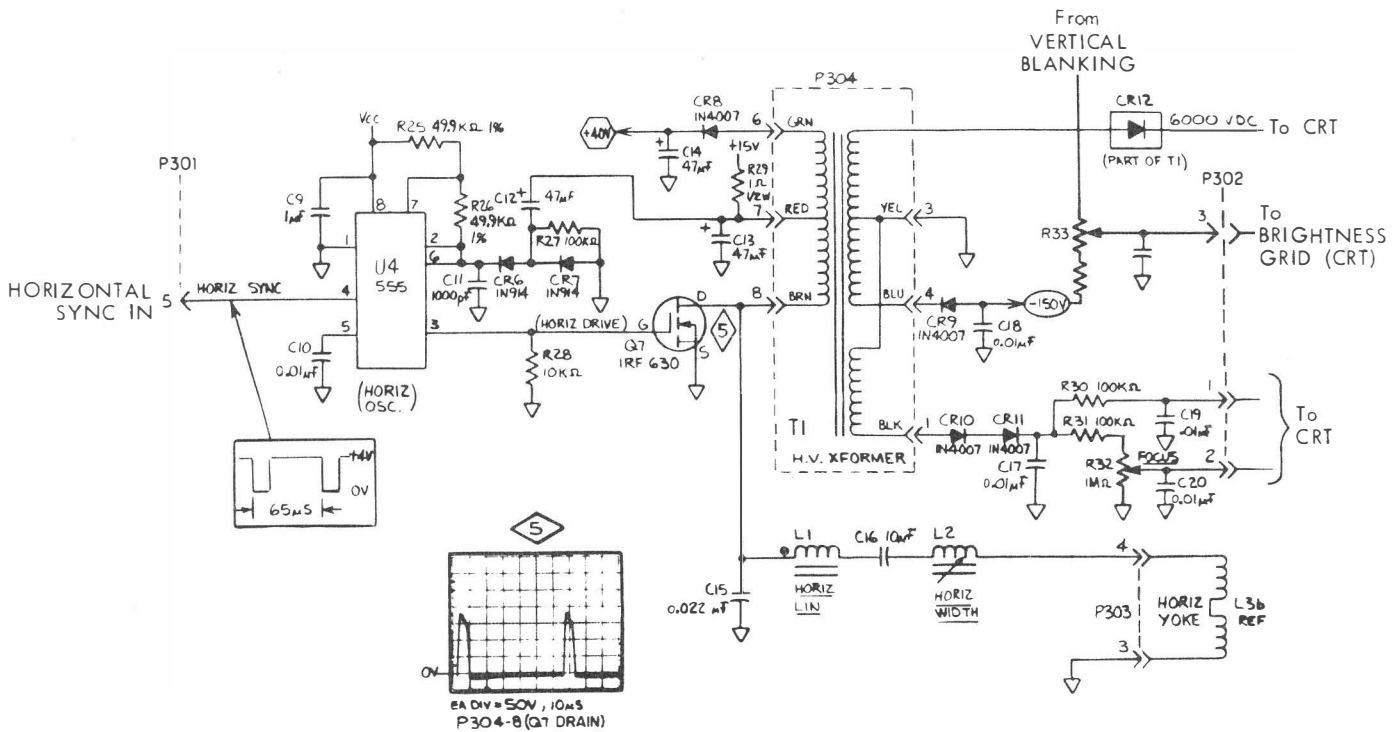 From
VERTICAL
BLANKING
P304
CR8
1N4007
6
GRN
+40V
C14
47µF
+15V
R29
1Ω
1/2W
CR12
6000 VDC
To CRT
(PART OF T1)
VCC
R25 49.9KΩ 1%
P301
C9
1µF
8
7
R26
49.9KΩ
1%
C12
47µF
7
RED
C13
47µF
YEL
3
P302
3
To
BRIGHTNESS
GRID (CRT)
R33
1
2
6
R27 100KΩ
U4
555
C11
1000pF
CR6
1N914
CR7
1N914
HORIZONTAL
SYNC IN
5
HORIZ SYNC
4
8
BRN
BLU
4
-150V
CR9
1N4007
C18
0.01µF
5
3
(HORIZ DRIVE)
G
D
S
5
Q7
IRF 630
C10
0.01µF
R28
10KΩ
(HORIZ
OSC.)
T1
H.V. XFORMER
BLK
1
CR10
1N4007
CR11
1N4007
R30 100KΩ
R31 100KΩ
1
C19
.01µF
To
CRT
C17
0.01µF
R32
1MΩ
FOCUS
2
C20
0.01µF
+4V
0V
65µS
5
0V
EA DIV = 50V, 10µS
P304-8 (Q7 DRAIN)
C15
0.022 µF
L1
HORIZ
LIN
C16 10µF
L2
HORIZ
WIDTH
4
P303
HORIZ
YOKE
L3b
REF
3